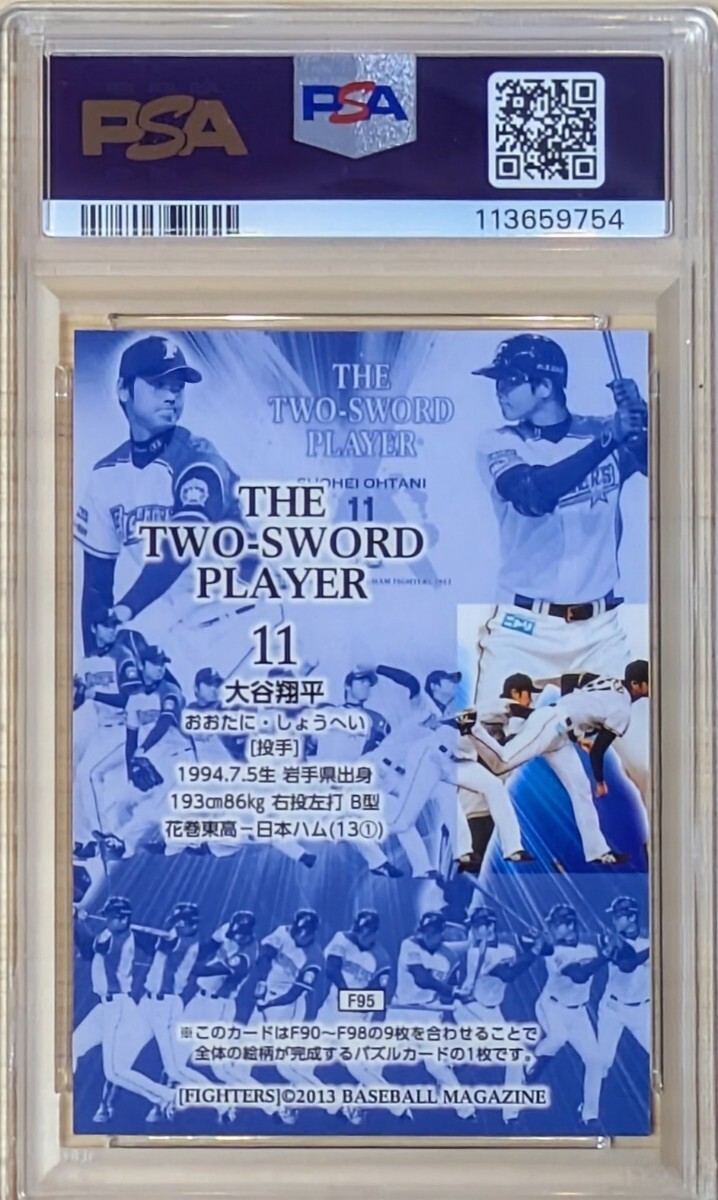 PSA
PSA
113659754
THE
TWO-SWORD
PLAYER
SHOHEI OHTANI
11
THE
TWO-SWORD
PLAYER
11
大谷翔平
おおたに・しょうへい
[投手]
1994.7.5生 岩手県出身
193cm86kg 右投左打 B型
花巻東高－日本ハム(13①)
F95
※このカードはF90～F98の9枚を合わせることで
全体の絵柄が完成するパズルカードの1枚です。
[FIGHTERS]©2013 BASEBALL MAGAZINE